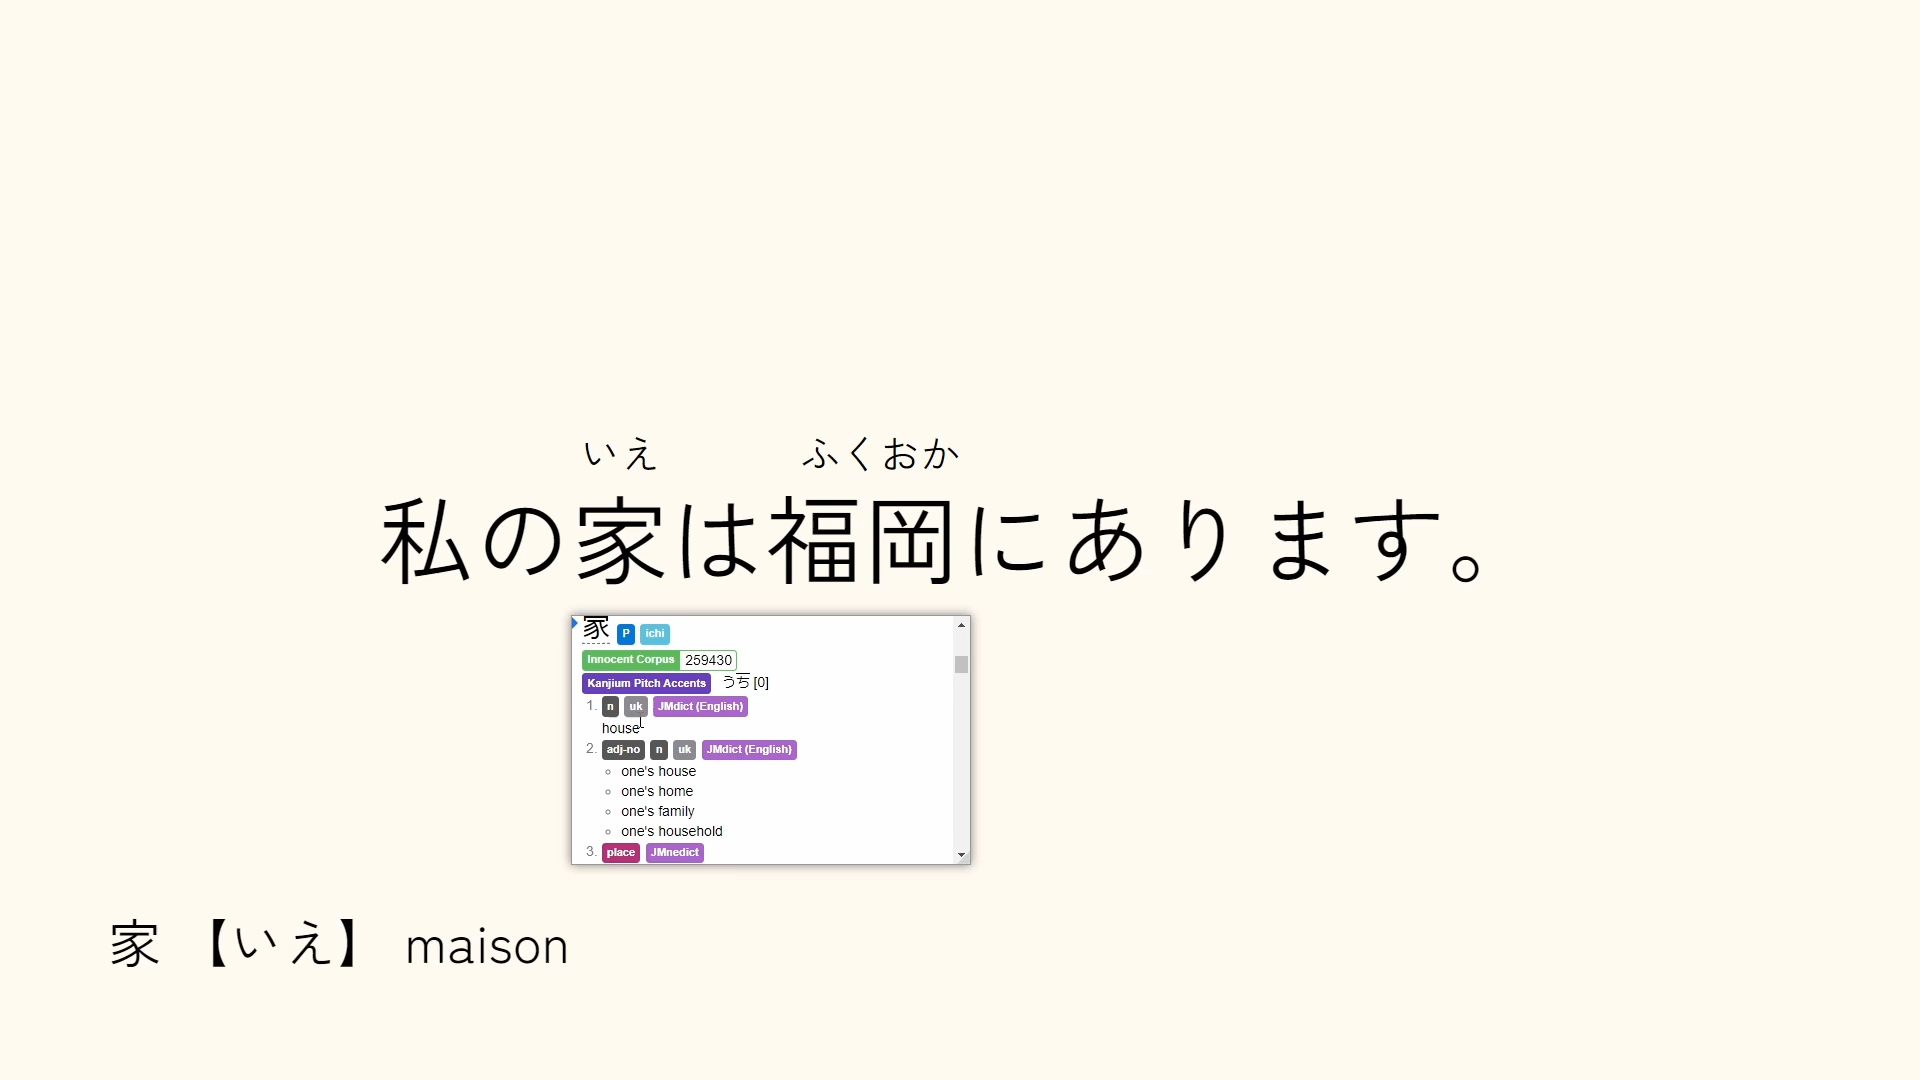 いえ ふくおか
私の家は福岡にあります。
家 P ichi
Innocent Corpus 259430
Kanjium Pitch Accents うち [0]
1. n uk JMdict (English)
house
2. adj-no n uk JMdict (English)
one's house
one's home
one's family
one's household
3. place JMnedict
家 【いえ】 maison